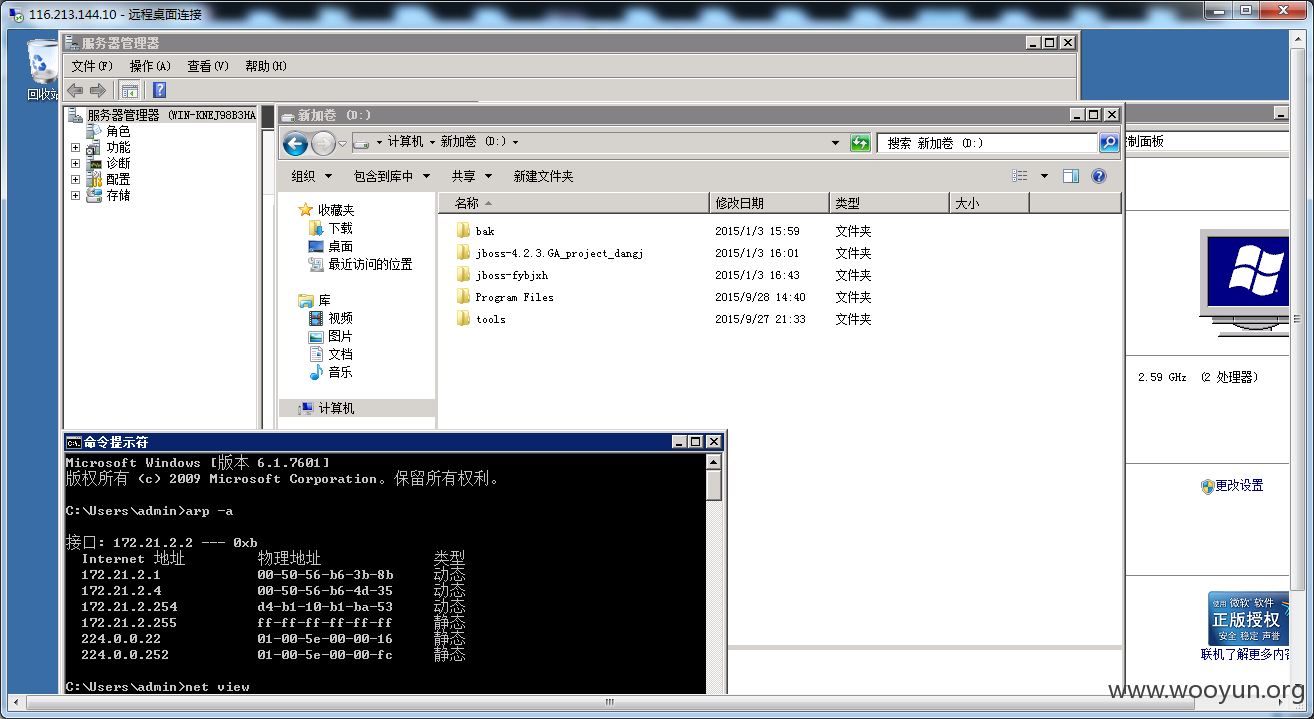 116.213.144.10 - 远程桌面连接
回收站
服务器管理器
文件(F) 操作(A) 查看(V) 帮助(H)
服务器管理器 (WIN-KNEJ98B3HA
角色
功能
诊断
配置
存储
新加卷 (D:)
计算机 新加卷 (D:)
搜索 新加卷 (D:)
组织 包含到库中 共享 新建文件夹
收藏夹
下载
桌面
最近访问的位置
库
视频
图片
文档
音乐
计算机
名称 修改日期 类型 大小
bak 2015/1/3 15:59 文件夹
jboss-4.2.3.GA_project_dangj 2015/1/3 16:01 文件夹
jboss-fybjxh 2015/1/3 16:43 文件夹
Program Files 2015/9/28 14:40 文件夹
tools 2015/9/27 21:33 文件夹
控制面板
2.59 GHz (2 处理器)
更改设置
使用 微软 软件
正版授权
安全 稳定 声誉
联机了解更多内容
命令提示符
Microsoft Windows [版本 6.1.7601]
版权所有 (c) 2009 Microsoft Corporation。保留所有权利。
C:\Users\admin>arp -a
接口: 172.21.2.2 --- 0xb
Internet 地址 物理地址 类型
172.21.2.1 00-50-56-b6-3b-8b 动态
172.21.2.4 00-50-56-b6-4d-35 动态
172.21.2.254 d4-b1-10-b1-ba-53 动态
172.21.2.255 ff-ff-ff-ff-ff-ff 静态
224.0.0.22 01-00-5e-00-00-16 静态
224.0.0.252 01-00-5e-00-00-fc 静态
C:\Users\admin>net view
www.wooyun.org